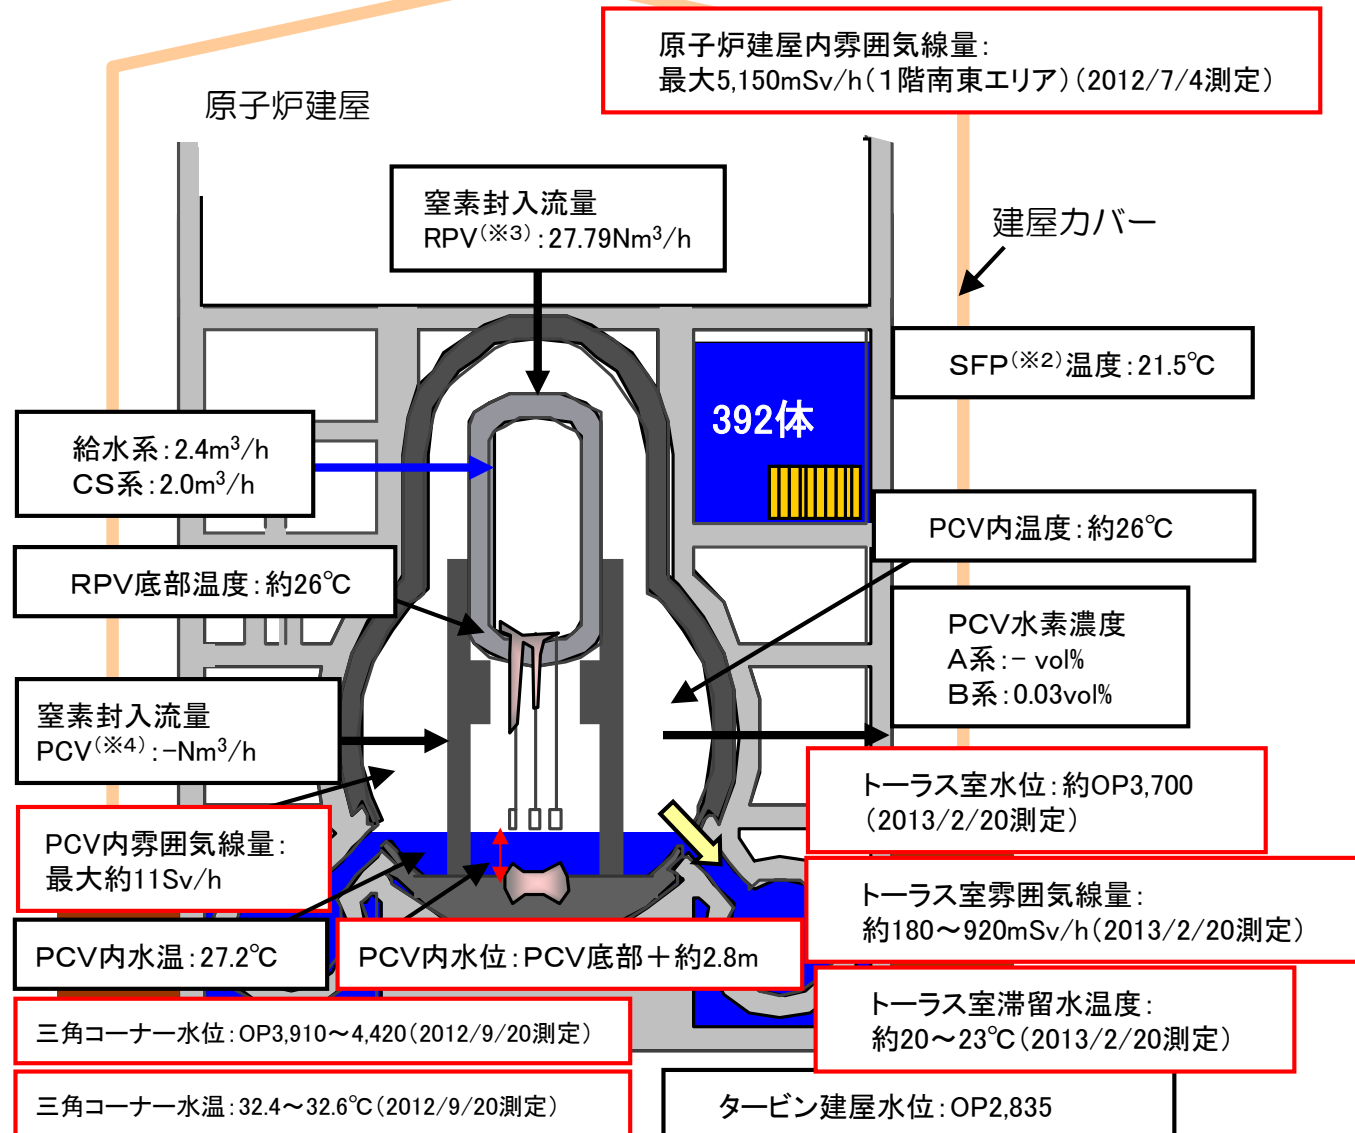 原子炉建屋内雰囲気線量:
最大5,150mSv/h(1階南東エリア)(2012/7/4測定)
原子炉建屋
窒素封入流量
RPV(※3):27.79Nm³/h
建屋カバー
SFP(※2)温度:21.5℃
392体
給水系:2.4m³/h
CS系:2.0m³/h
PCV内温度:約26℃
RPV底部温度:約26℃
PCV水素濃度
A系:- vol%
B系:0.03vol%
窒素封入流量
PCV(※4):-Nm³/h
トーラス室水位:約OP3,700
(2013/2/20測定)
PCV内雰囲気線量:
最大約11Sv/h
トーラス室雰囲気線量:
約180～920mSv/h(2013/2/20測定)
PCV内水温:27.2℃
PCV内水位:PCV底部+約2.8m
トーラス室滞留水温度:
約20～23℃(2013/2/20測定)
三角コーナー水位:OP3,910～4,420(2012/9/20測定)
三角コーナー水温:32.4～32.6℃(2012/9/20測定)
タービン建屋水位:OP2,835